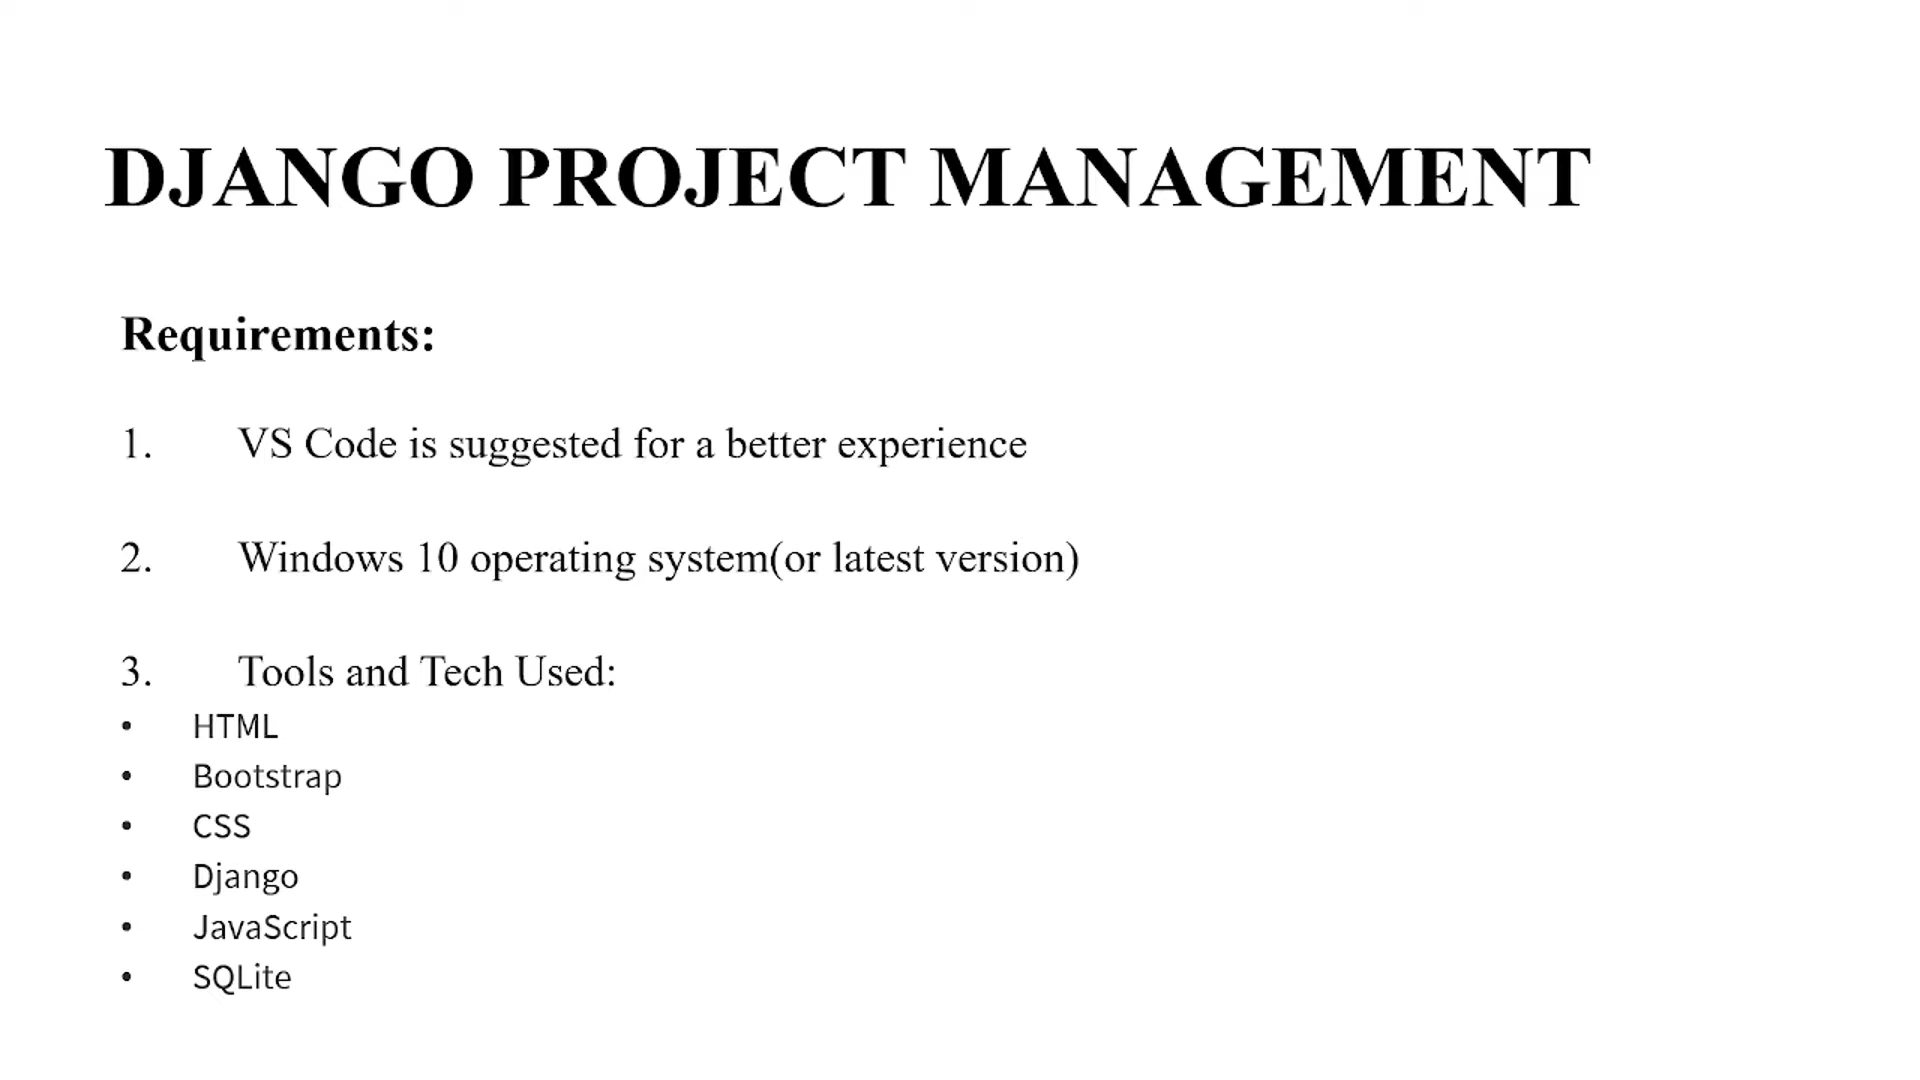 DJANGO PROJECT MANAGEMENT
Requirements:
1. VS Code is suggested for a better experience
2. Windows 10 operating system(or latest version)
3. Tools and Tech Used:
• HTML
• Bootstrap
• CSS
• Django
• JavaScript
• SQLite